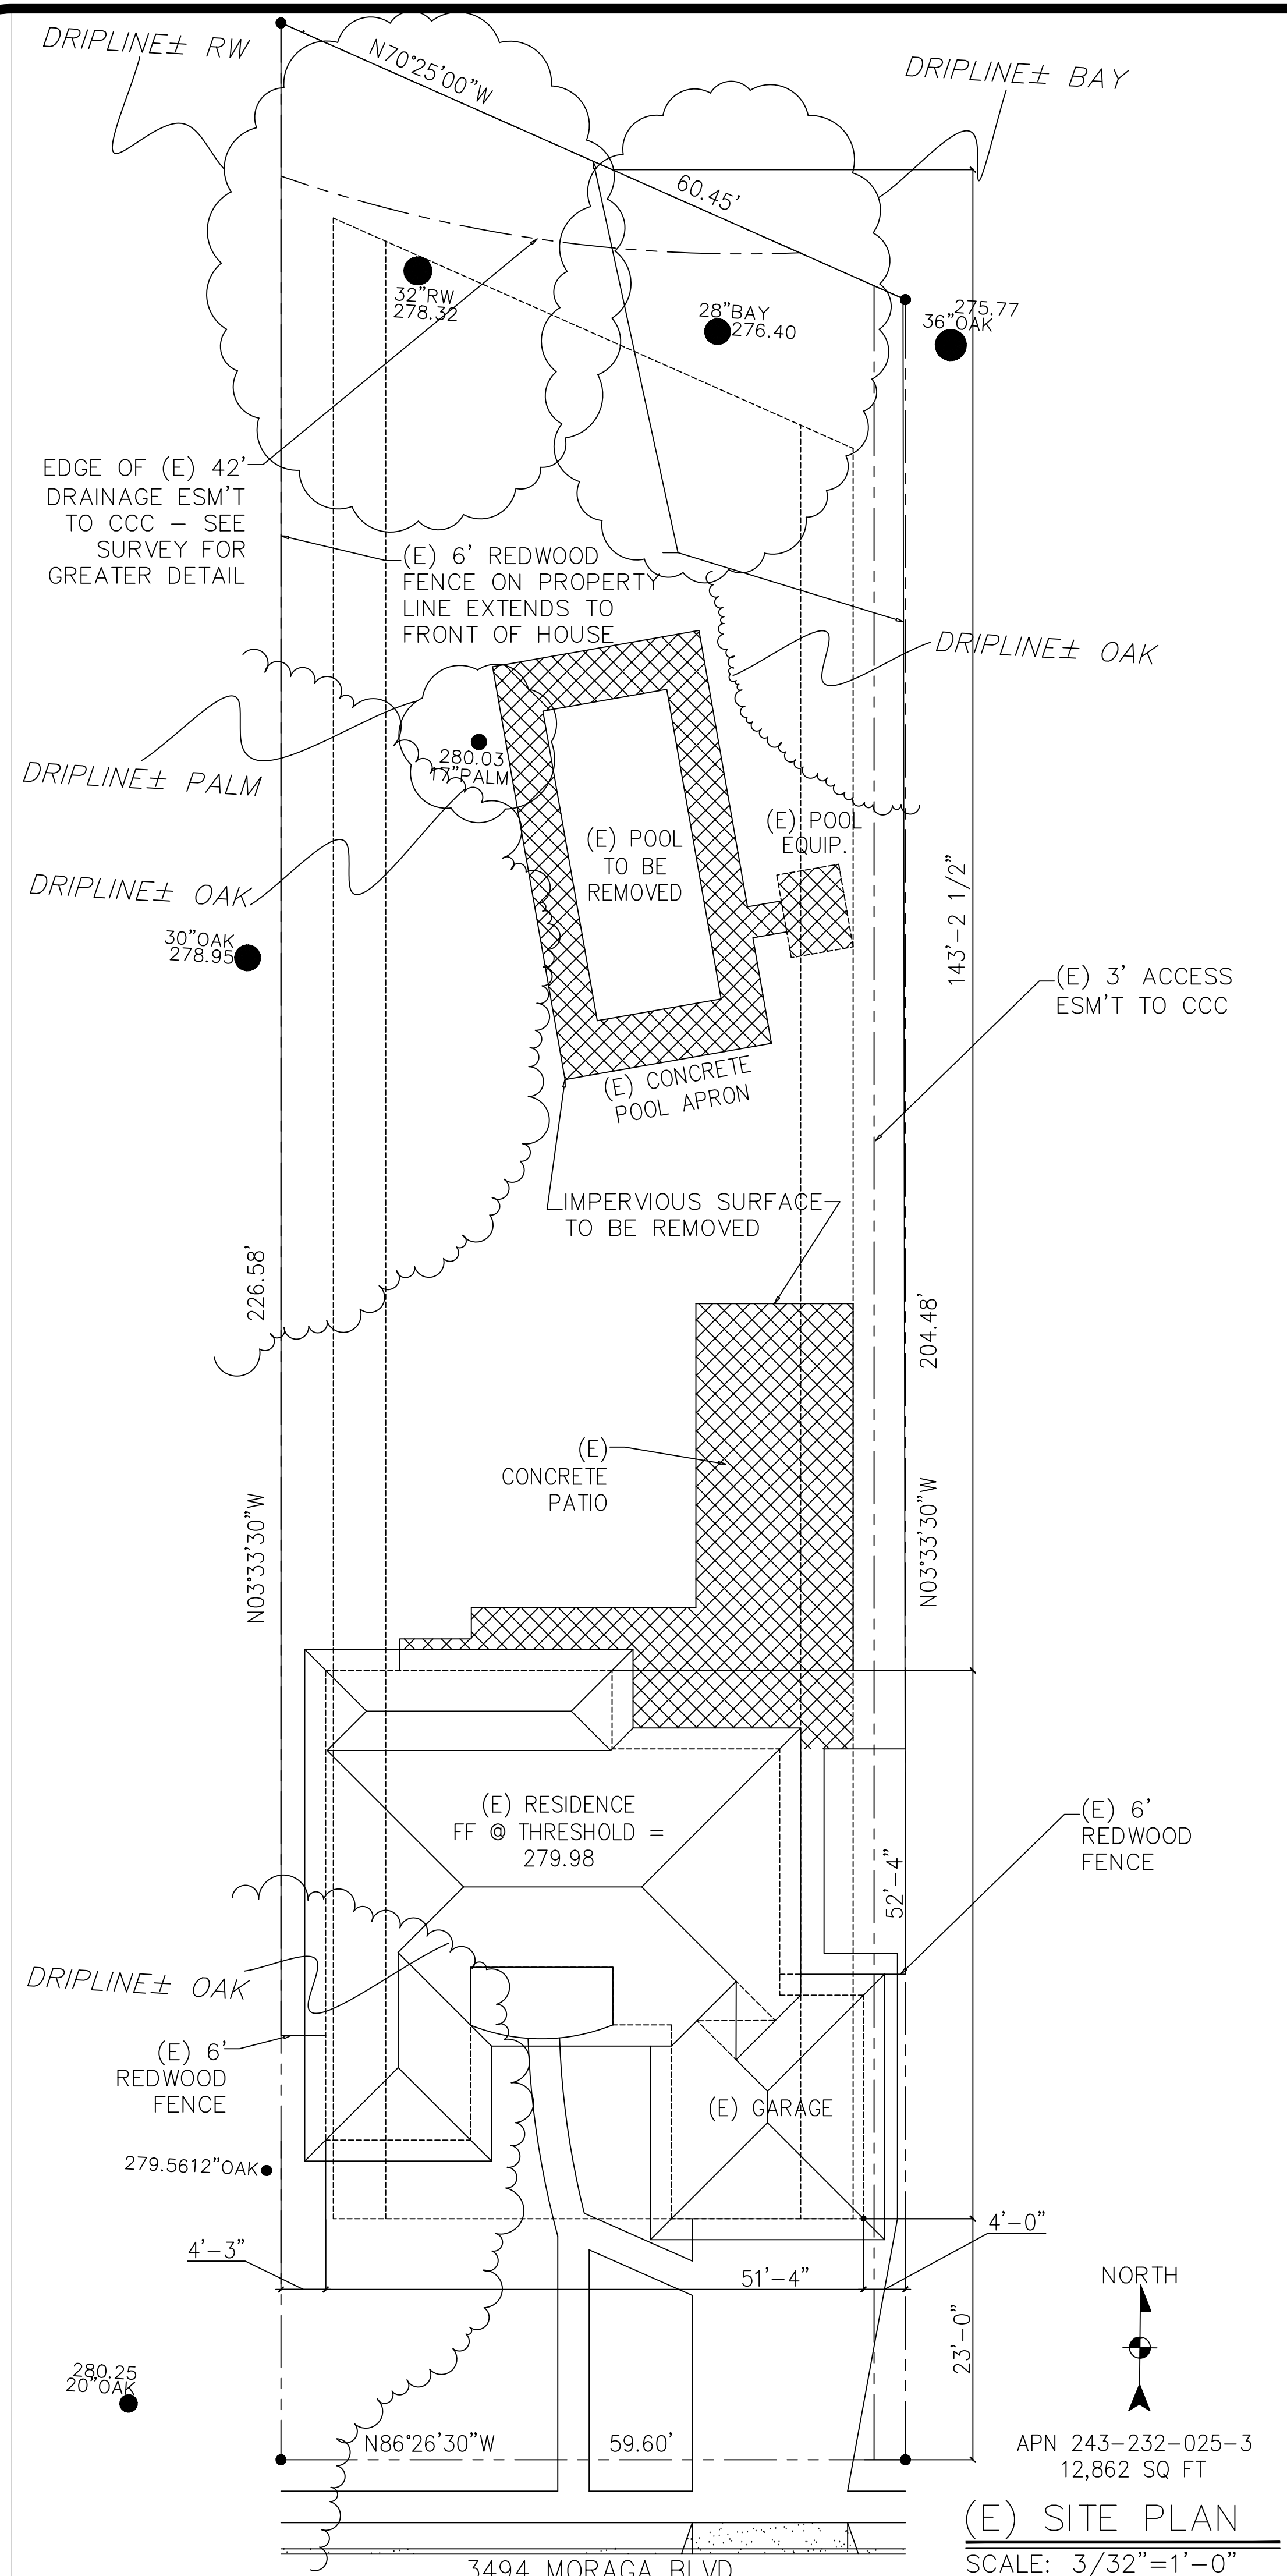 DRIPLINE± RW
N70°25'00"W
DRIPLINE± BAY
60.45'
32"RW
278.32
28"BAY
276.40
275.77
36"OAK
EDGE OF (E) 42'
DRAINAGE ESM'T
TO CCC – SEE
SURVEY FOR
GREATER DETAIL
(E) 6' REDWOOD
FENCE ON PROPERTY
LINE EXTENDS TO
FRONT OF HOUSE
DRIPLINE± OAK
DRIPLINE± PALM
280.03
17"PALM
(E) POOL
TO BE
REMOVED
(E) POOL
EQUIP.
DRIPLINE± OAK
30"OAK
278.95
143'-2 1/2"
(E) 3' ACCESS
ESM'T TO CCC
(E) CONCRETE
POOL APRON
IMPERVIOUS SURFACE
TO BE REMOVED
226.58'
204.48'
(E)
CONCRETE
PATIO
N03°33'30"W
N03°33'30"W
(E) RESIDENCE
FF @ THRESHOLD =
279.98
(E) 6'
REDWOOD
FENCE
52'-4"
DRIPLINE± OAK
(E) 6'
REDWOOD
FENCE
(E) GARAGE
279.5612"OAK
4'-3"
51'-4"
4'-0"
23'-0"
NORTH
280.25
20"OAK
N86°26'30"W
59.60'
APN 243-232-025-3
12,862 SQ FT
(E) SITE PLAN
SCALE: 3/32"=1'-0"
3494 MORAGA BLVD